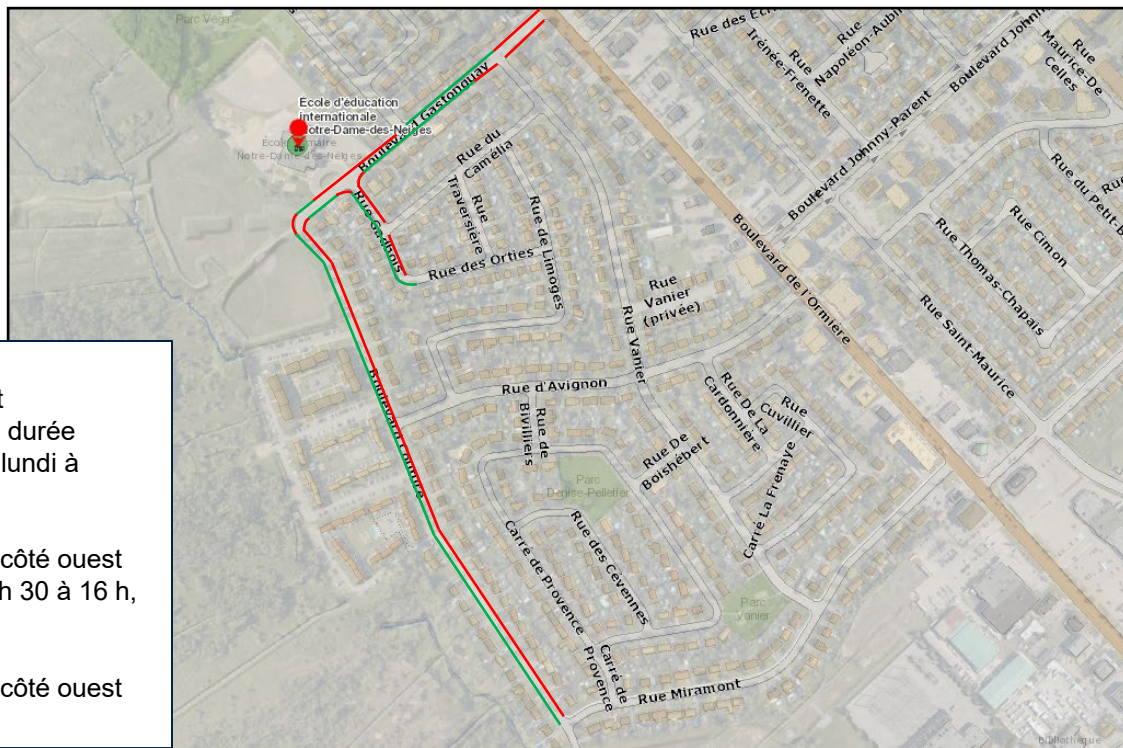 Parc Véga
École d'éducation
internationale
Notre-Dame-des-Neiges
École primaire
Notre-Dame-des-Neiges
Boulevard Gastonguay
Rue du
Camélia
Rue
Traversière
Rue de Limoges
Rue Gachois
Rue des Orties
Rue Vanier
Rue
Vanier
(privée)
Boulevard de l'Ormière
Boulevard Johnny-Parent
Boulevard Johnny
Rue
Irénée-Frenette
Rue
Napoléon-Aubin
Rue
Maurice-De
Celles
Rue du Petit-B
Rue
Rue Cimon
Rue Thomas-Chapais
Rue Saint-Maurice
Rue d'Avignon
Rue de
Bivilliers
Rue De La
Cardonnière
Rue
Cuvillier
Rue De
Boishébert
Carré La Frenaye
Parc
Denise-Pelletier
Rue des Cévennes
Carré de Provence
Carré de
Provence
Parc
Vanier
Rue Miramont
Boulevard Couture
Bibliothèque
t
durée
lundi à
côté ouest
h 30 à 16 h,
côté ouest